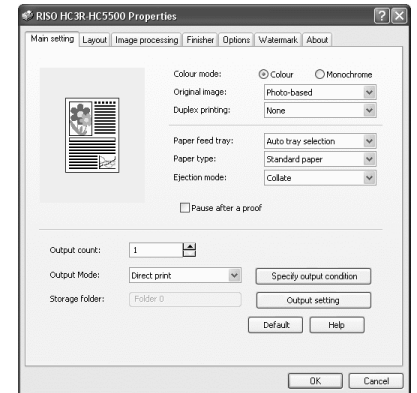 RISO HC3R-HC5500 Properties
Main setting Layout Image processing Finisher Options Watermark About
Colour mode: Colour Monochrome
Original image: Photo-based
Duplex printing: None
Paper feed tray: Auto tray selection
Paper type: Standard paper
Ejection mode: Collate
Pause after a proof
Output count: 1
Output Mode: Direct print Specify output condition
Storage folder: Folder 0 Output setting
Default Help
OK Cancel